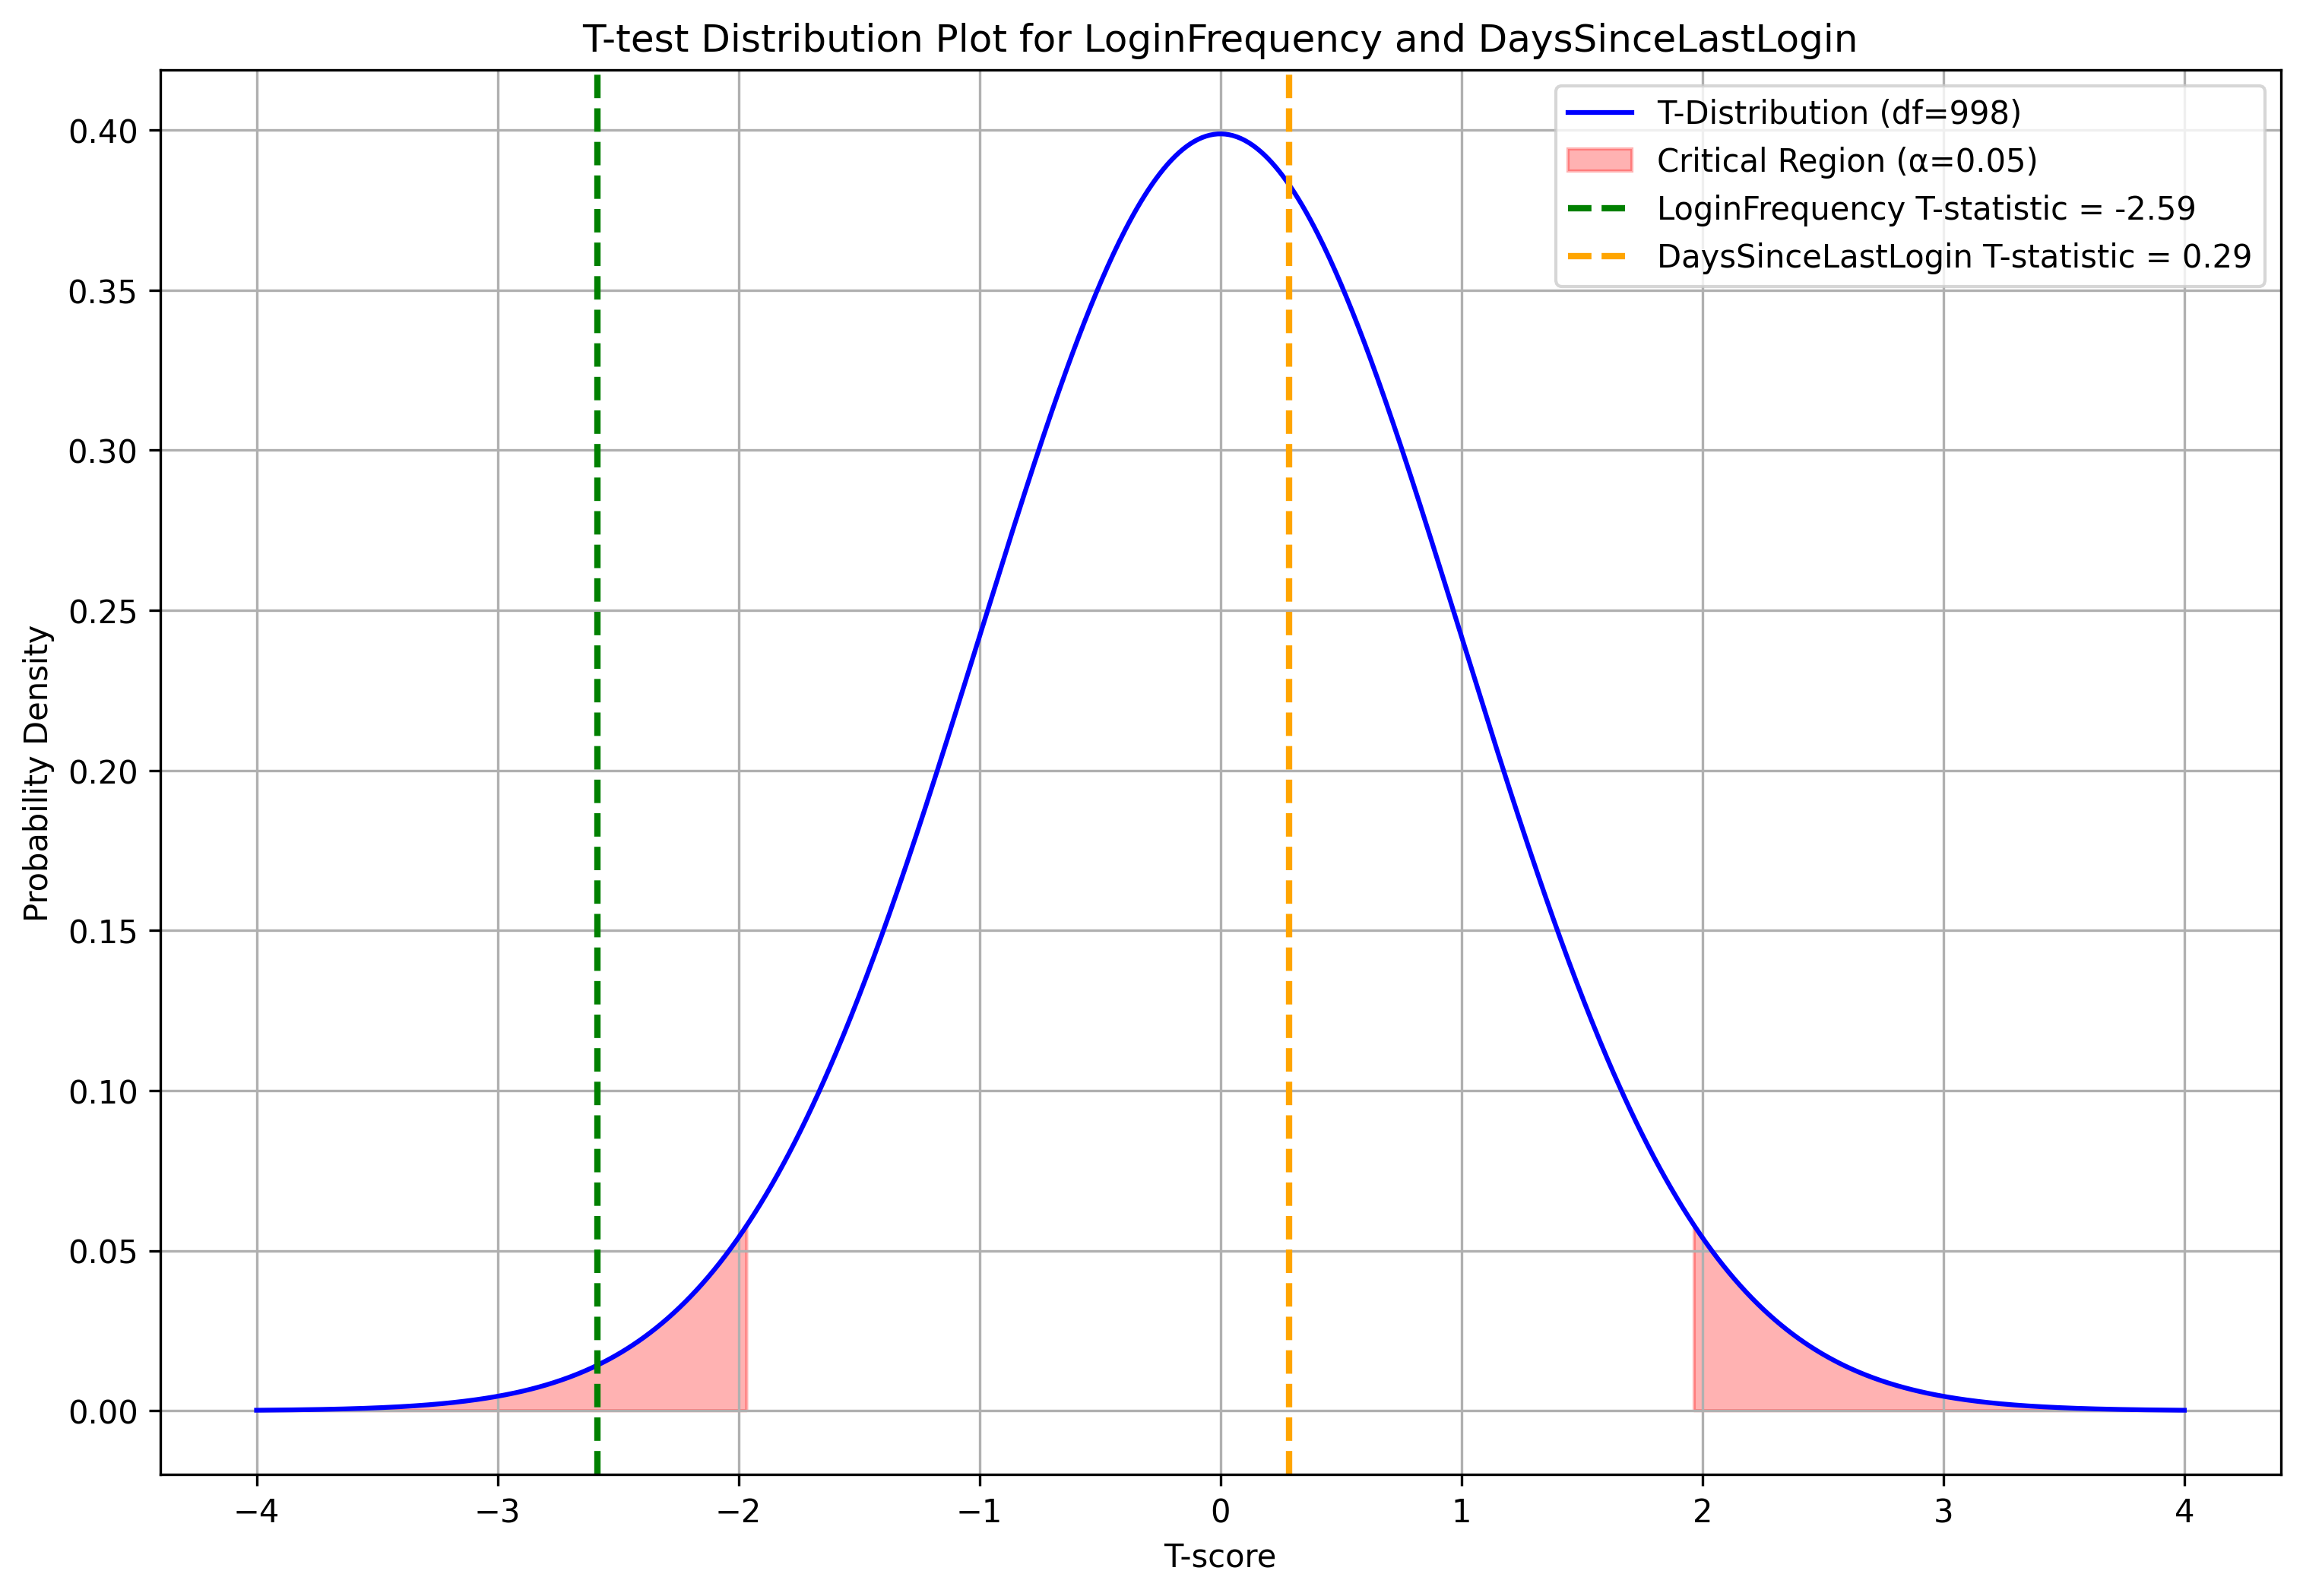 T-test Distribution Plot for LoginFrequency and DaysSinceLastLogin
T-Distribution (df=998)
Critical Region (α=0.05)
LoginFrequency T-statistic = -2.59
DaysSinceLastLogin T-statistic = 0.29
Probability Density
0.40
0.35
0.30
0.25
0.20
0.15
0.10
0.05
0.00
−4 −3 −2 −1 0 1 2 3 4
T-score